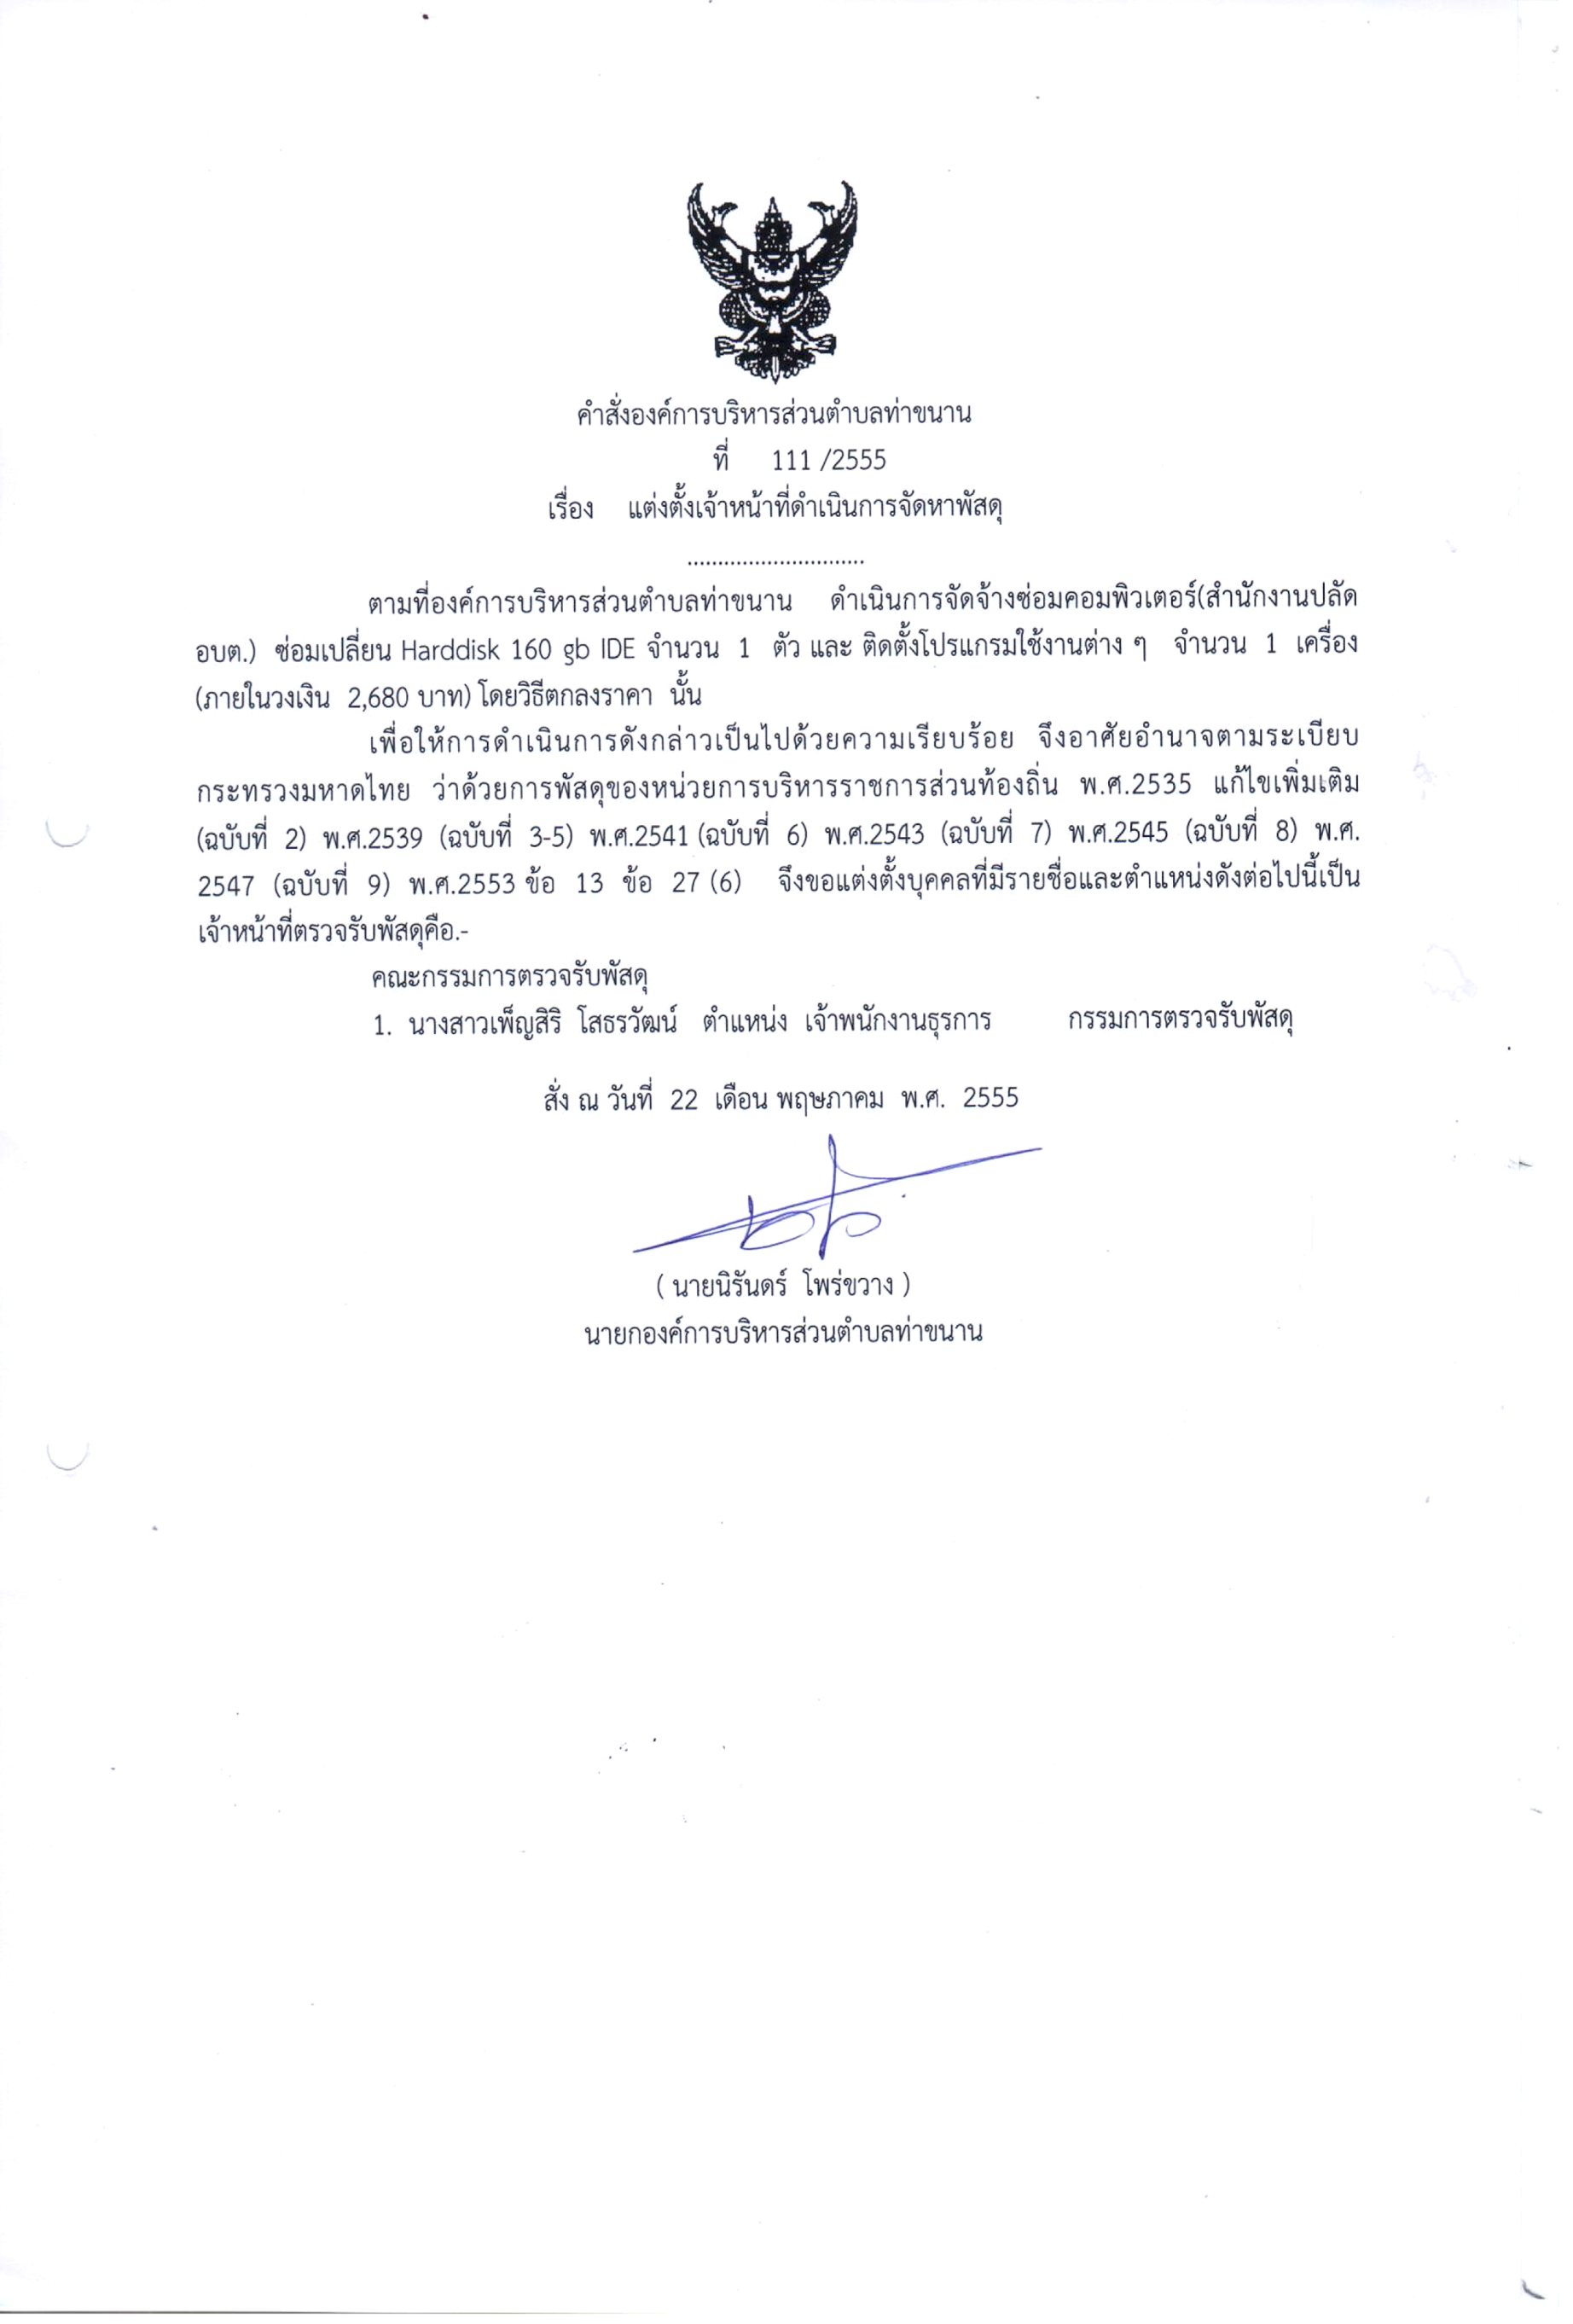 คำสั่งองค์การบริหารส่วนตำบลท่าขนาน
ที่ 111 /2555
เรื่อง แต่งตั้งเจ้าหน้าที่ดำเนินการจัดหาพัสดุ
.............................
ตามที่องค์การบริหารส่วนตำบลท่าขนาน ดำเนินการจัดจ้างซ่อมคอมพิวเตอร์(สำนักงานปลัด
อบต.) ซ่อมเปลี่ยน Harddisk 160 gb IDE จำนวน 1 ตัว และ ติดตั้งโปรแกรมใช้งานต่าง ๆ จำนวน 1 เครื่อง
(ภายในวงเงิน 2,680 บาท) โดยวิธีตกลงราคา นั้น
เพื่อให้การดำเนินการดังกล่าวเป็นไปด้วยความเรียบร้อย จึงอาศัยอำนาจตามระเบียบ
กระทรวงมหาดไทย ว่าด้วยการพัสดุของหน่วยการบริหารราชการส่วนท้องถิ่น พ.ศ.2535 แก้ไขเพิ่มเติม
(ฉบับที่ 2) พ.ศ.2539 (ฉบับที่ 3-5) พ.ศ.2541 (ฉบับที่ 6) พ.ศ.2543 (ฉบับที่ 7) พ.ศ.2545 (ฉบับที่ 8) พ.ศ.
2547 (ฉบับที่ 9) พ.ศ.2553 ข้อ 13 ข้อ 27 (6) จึงขอแต่งตั้งบุคคลที่มีรายชื่อและตำแหน่งดังต่อไปนี้เป็น
เจ้าหน้าที่ตรวจรับพัสดุคือ.-
คณะกรรมการตรวจรับพัสดุ
1. นางสาวเพ็ญสิริ โสธรวัฒน์ ตำแหน่ง เจ้าพนักงานธุรการ กรรมการตรวจรับพัสดุ
สั่ง ณ วันที่ 22 เดือน พฤษภาคม พ.ศ. 2555
( นายนิรันดร์ โพร่ขวาง )
นายกองค์การบริหารส่วนตำบลท่าขนาน